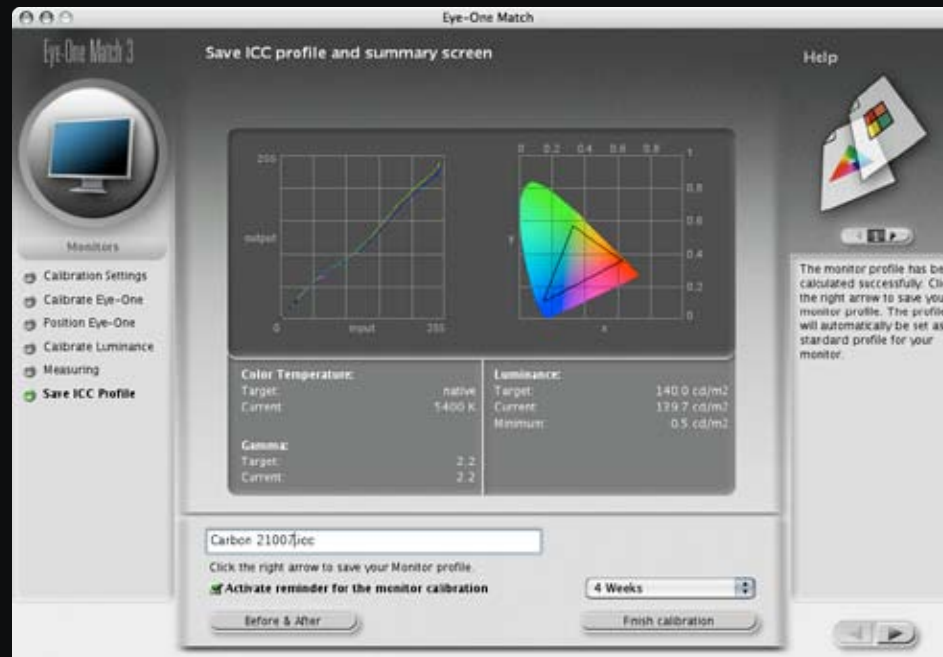 Eye-One Match
Eye-One Match 3
Save ICC profile and summary screen
Help
Monitors
Calibration Settings
Calibrate Eye-One
Position Eye-One
Calibrate Luminance
Measuring
Save ICC Profile
255
output
0
input
255
0 0.2 0.4 0.6 0.8
Y
1
0.8
0.6
0.4
0.2
0
x
Color Temperature:
Target: native
Current: 5400 K
Gamma:
Target: 2.2
Current: 2.2
Luminance:
Target: 140.0 cd/m2
Current: 139.7 cd/m2
Minimum: 0.5 cd/m2
Carbon 21007.icc
Click the right arrow to save your Monitor profile.
Activate reminder for the monitor calibration
4 Weeks
Before & After
Finish calibration
1
The monitor profile has be
calculated successfully. Cli
the right arrow to save you
monitor profile. The profile
will automatically be set as
standard profile for your
monitor.